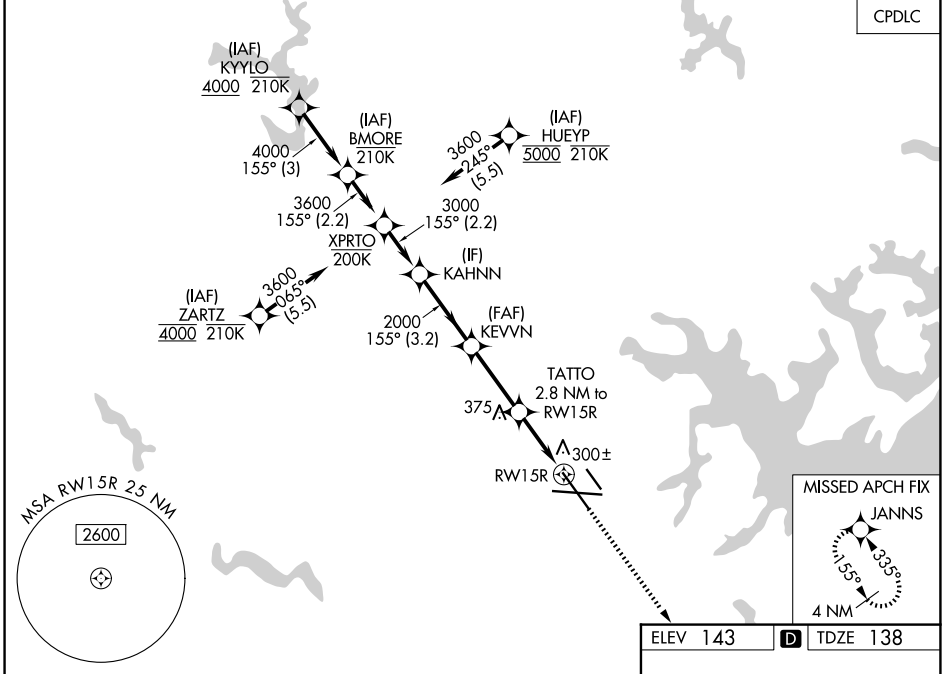 CPDLC
(IAF)
KYYLO
4000 210K
(IAF)
BMORE
210K
(IAF)
HUEYP
5000 210K
3600
245°
(5.5)
4000
155° (3)
3600
155° (2.2)
3000
155° (2.2)
XPRTO
200K
(IF)
KAHNN
3600
065°
(5.5)
(IAF)
ZARTZ
4000 210K
2000
155° (3.2)
(FAF)
KEVVN
TATTO
2.8 NM to
RW15R
375
300±
RW15R
MSA RW15R 25 NM
2600
MISSED APCH FIX
JANNS
335°
155°
4 NM
ELEV 143 D TDZE 138